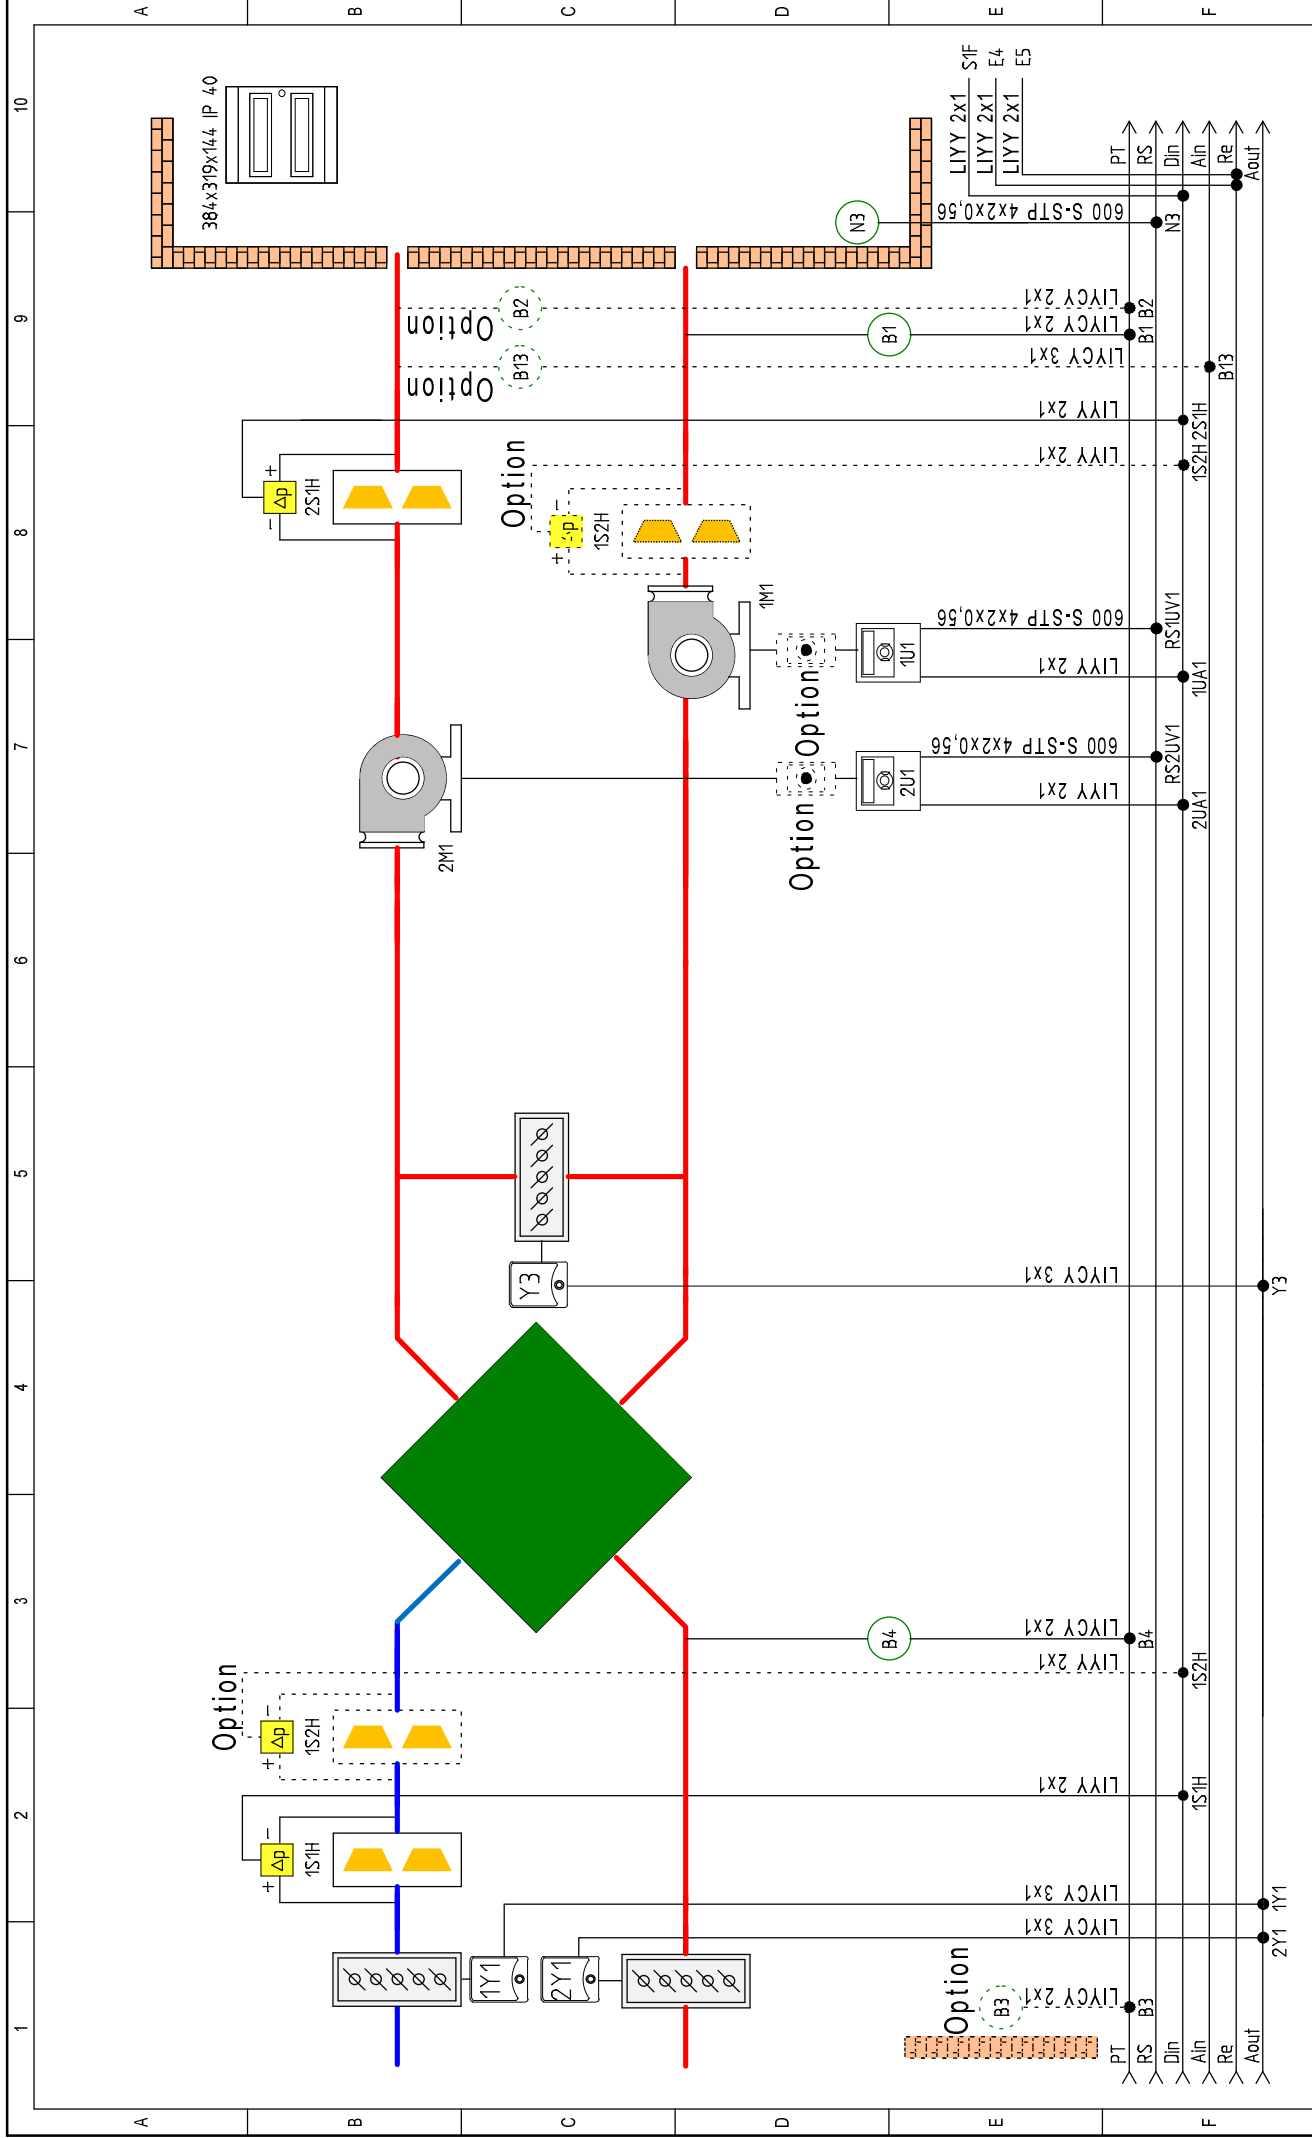 A B C D E F
10
9
8
7
6
5
4
3
2
1
384x319x144 IP 40
S1F
E4
E5
LIYY 2x1
LIYY 2x1
LIYY 2x1
PT
RS
Din
Ain
Re
Aout
N3
600 S-STP 4x2x0,56
N3
Option
B2
LIYCY 2x1
B2
B1
LIYCY 2x1
B1
Option
B13
LIYCY 3x1
B13
LIYY 2x1
2S1H
- Δp +
2S1H
Option
LIYY 2x1
1S2H
+ Δp -
1S2H
1M1
Option
1U1
600 S-STP 4x2x0,56
RS1UV1
LIYY 2x1
1UA1
2M1
Option
2U1
600 S-STP 4x2x0,56
RS2UV1
LIYY 2x1
2UA1
Y3
LIYCY 3x1
Y3
B4
LIYCY 2x1
B4
Option
LIYY 2x1
1S2H
+ Δp -
1S2H
LIYY 2x1
1S1H
+ Δp -
1S1H
1Y1
LIYCY 3x1
1Y1
2Y1
LIYCY 3x1
2Y1
Option
B3
LIYCY 2x1
B3
PT
RS
Din
Ain
Re
Aout
A B C D E F